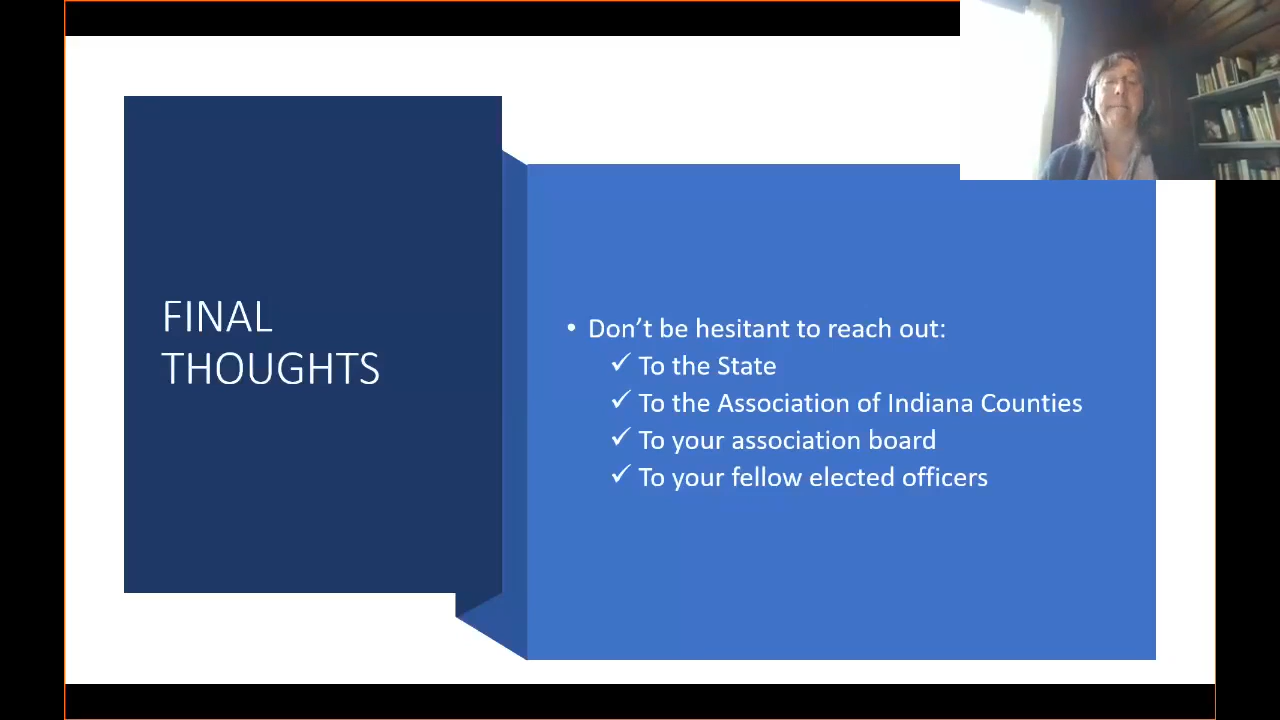 FINAL
THOUGHTS
• Don’t be hesitant to reach out:
✓ To the State
✓ To the Association of Indiana Counties
✓ To your association board
✓ To your fellow elected officers